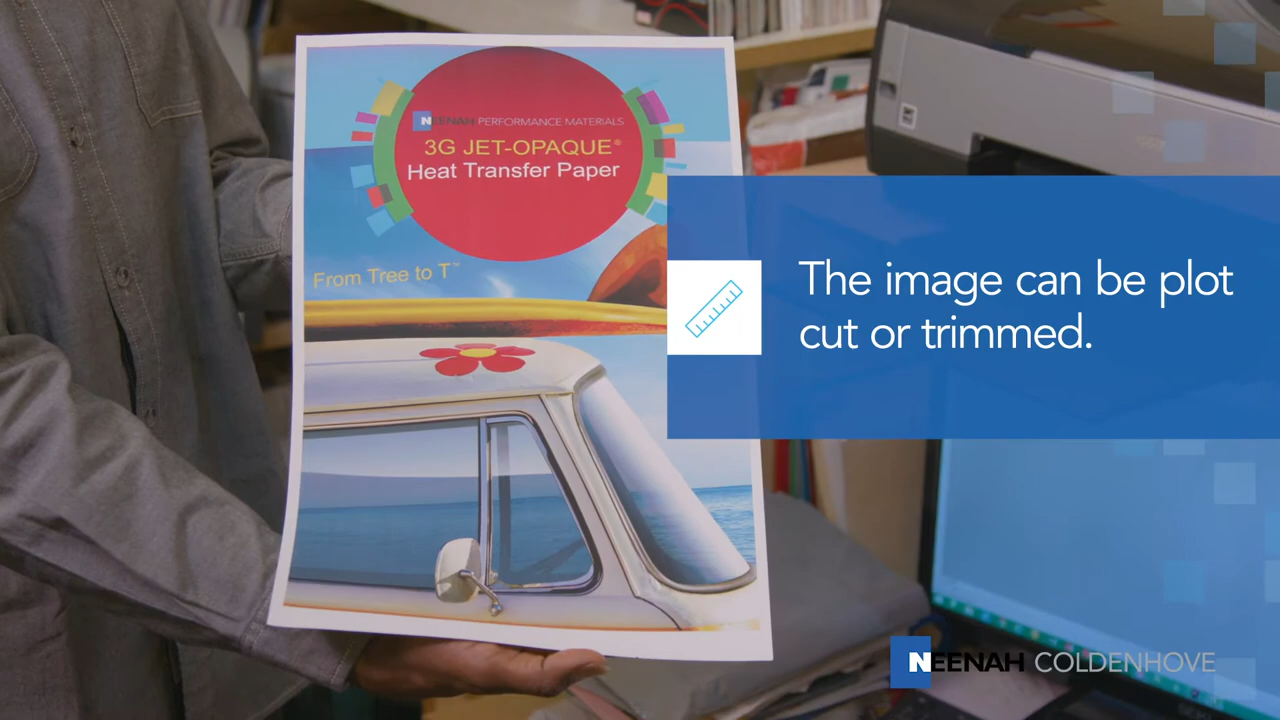 NEENAH PERFORMANCE MATERIALS
3G JET-OPAQUE®
Heat Transfer Paper
From Tree to T™
The image can be plot
cut or trimmed.
NEENAH COLDENHOVE